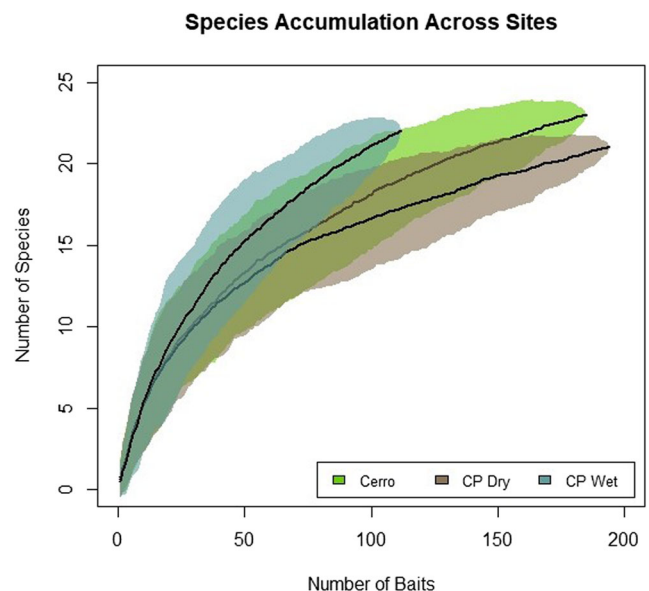 Species Accumulation Across Sites
Number of Species
25
20
15
10
5
0
Cerro CP Dry CP Wet
0 50 100 150 200
Number of Baits